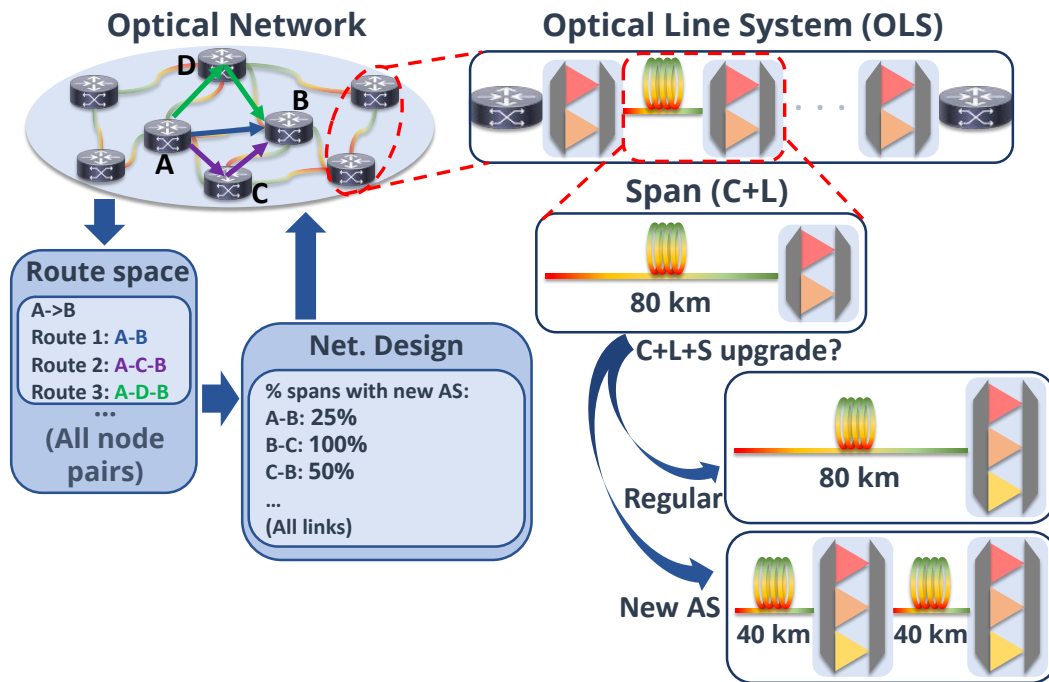 Optical Network
D
B
A
C
Optical Line System (OLS)
. . .
Span (C+L)
80 km
C+L+S upgrade?
Regular
80 km
New AS
40 km
40 km
Route space
A->B
Route 1: A-B
Route 2: A-C-B
Route 3: A-D-B
...
(All node
pairs)
Net. Design
% spans with new AS:
A-B: 25%
B-C: 100%
C-B: 50%
...
(All links)